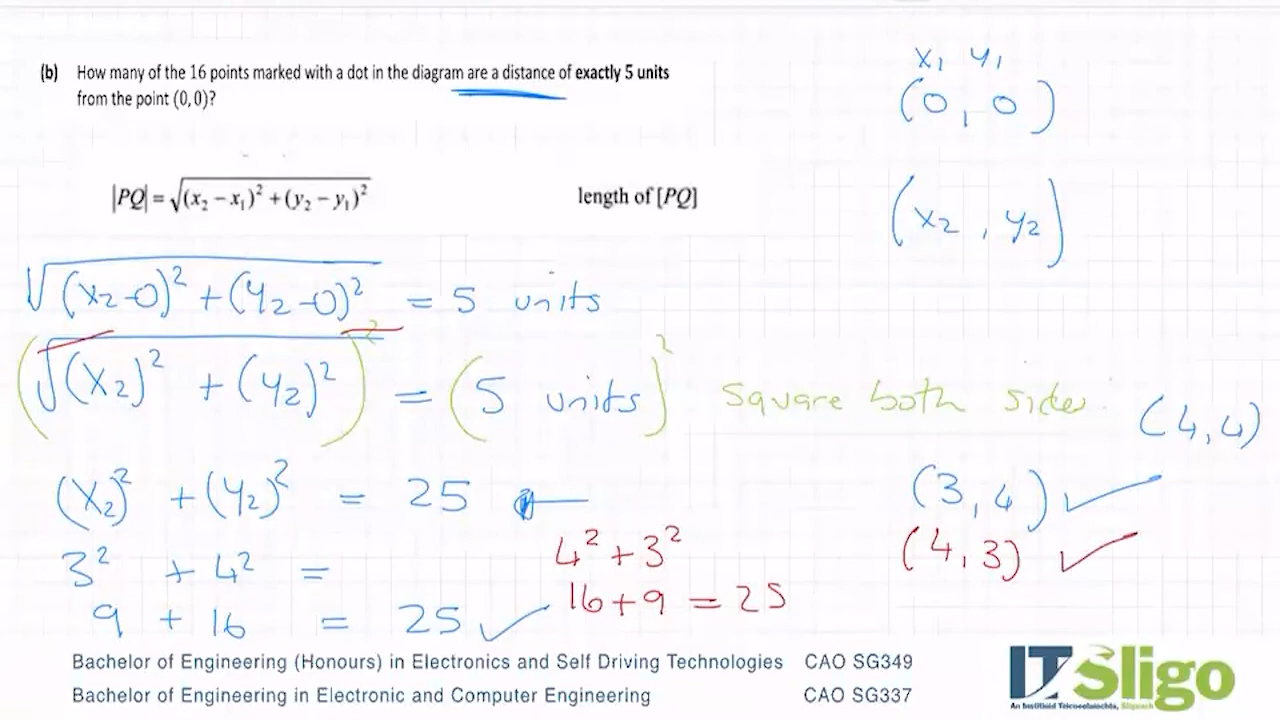 (b) How many of the 16 points marked with a dot in the diagram are a distance of exactly 5 units
from the point (0, 0)?
x₁ y₁
(0, 0)
|PQ| = √(x₂ − x₁)² + (y₂ − y₁)²
length of [PQ]
(x₂, y₂)
√(x₂-0)² + (y₂-0)² = 5 units
(√(x₂)² + (y₂)²)² = (5 units)² Square both sides
(4,4)
(x₂)² + (y₂)² = 25
(3,4) ✓
3² + 4² =
4² + 3²
(4,3) ✓
9 + 16 = 25 ✓
16 + 9 = 25
Bachelor of Engineering (Honours) in Electronics and Self Driving Technologies CAO SG349
Bachelor of Engineering in Electronic and Computer Engineering CAO SG337
IT Sligo
An Institiúid Teicneolaíochta, Sligeach